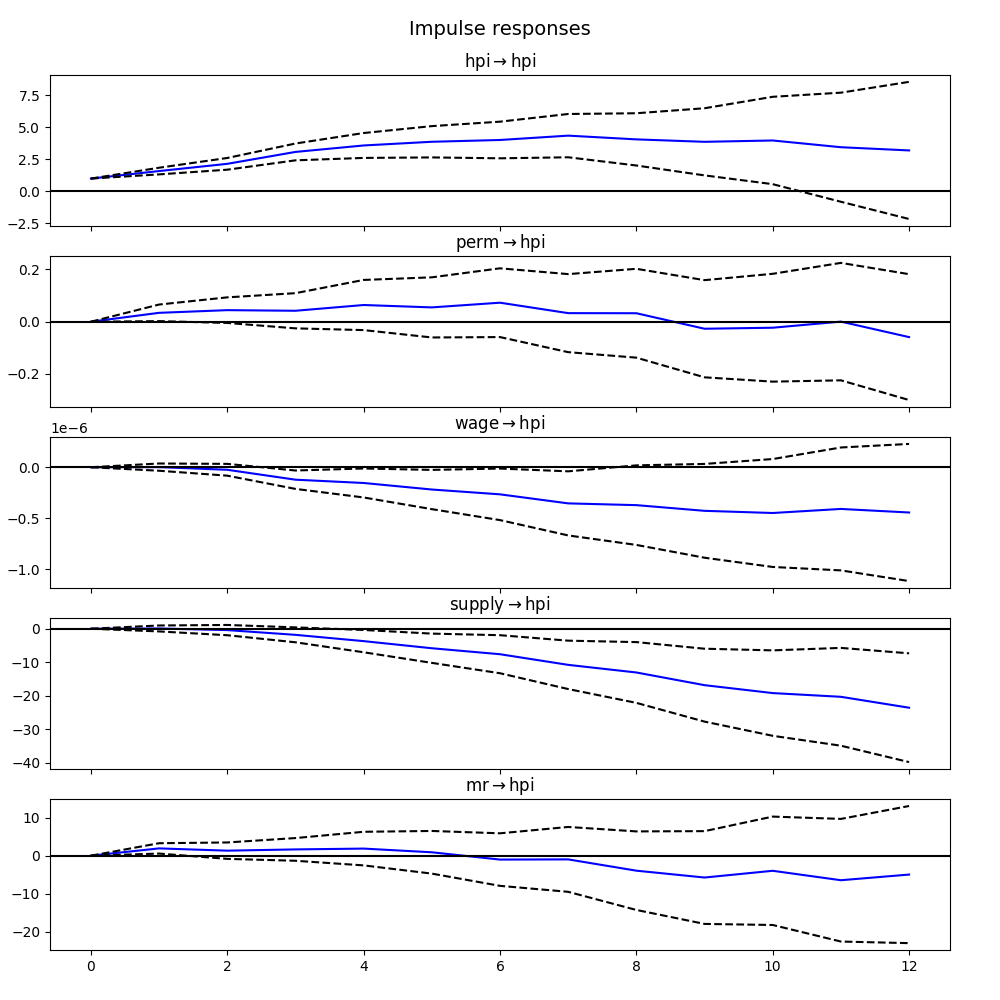 Impulse responses
hpi → hpi
7.5
5.0
2.5
0.0
−2.5
perm → hpi
0.2
0.0
−0.2
wage → hpi
1e−6
0.0
−0.5
−1.0
supply → hpi
0
−10
−20
−30
−40
mr → hpi
10
0
−10
−20
0 2 4 6 8 10 12